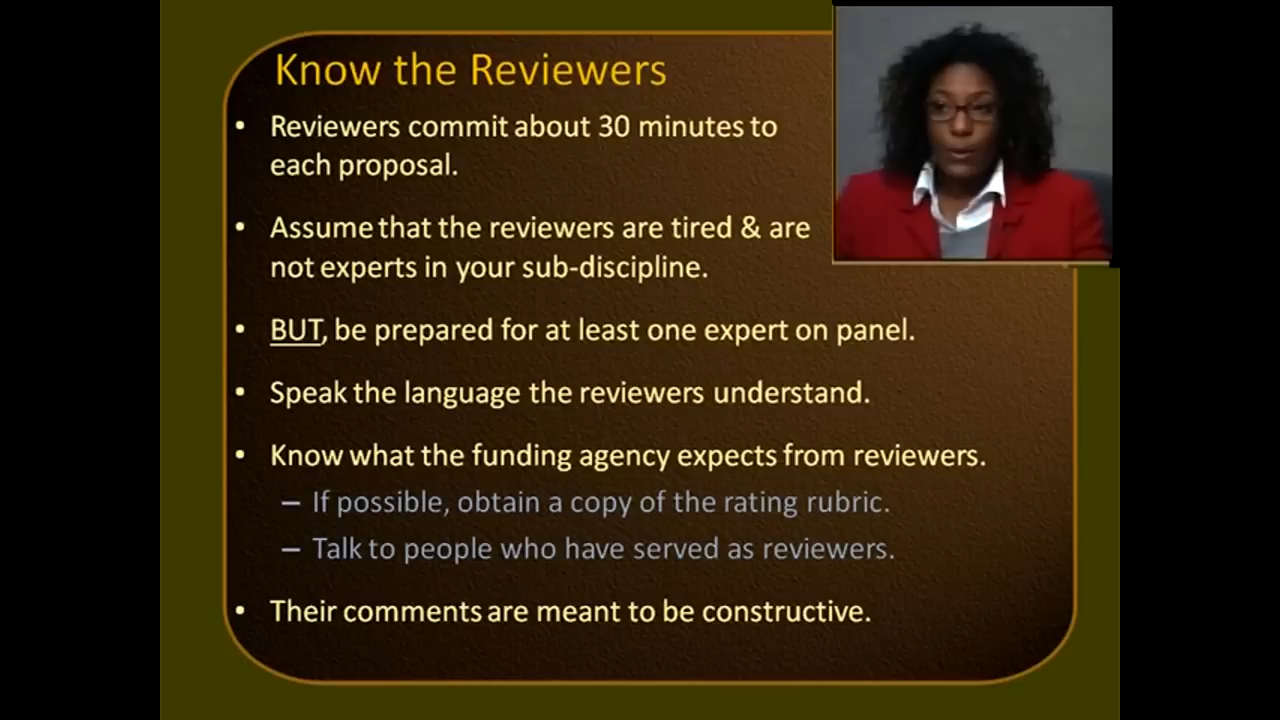 Know the Reviewers
• Reviewers commit about 30 minutes to
each proposal.
• Assume that the reviewers are tired & are
not experts in your sub-discipline.
• BUT, be prepared for at least one expert on panel.
• Speak the language the reviewers understand.
• Know what the funding agency expects from reviewers.
– If possible, obtain a copy of the rating rubric.
– Talk to people who have served as reviewers.
• Their comments are meant to be constructive.